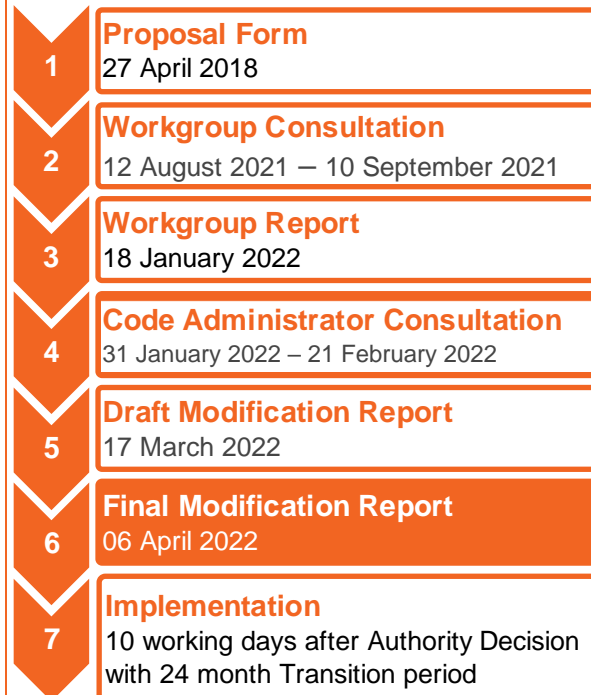 1
Proposal Form
27 April 2018
2
Workgroup Consultation
12 August 2021 – 10 September 2021
3
Workgroup Report
18 January 2022
4
Code Administrator Consultation
31 January 2022 – 21 February 2022
5
Draft Modification Report
17 March 2022
6
Final Modification Report
06 April 2022
7
Implementation
10 working days after Authority Decision
with 24 month Transition period